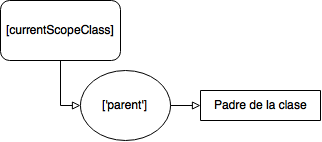 [currentScopeClass]
['parent']
Padre de la clase